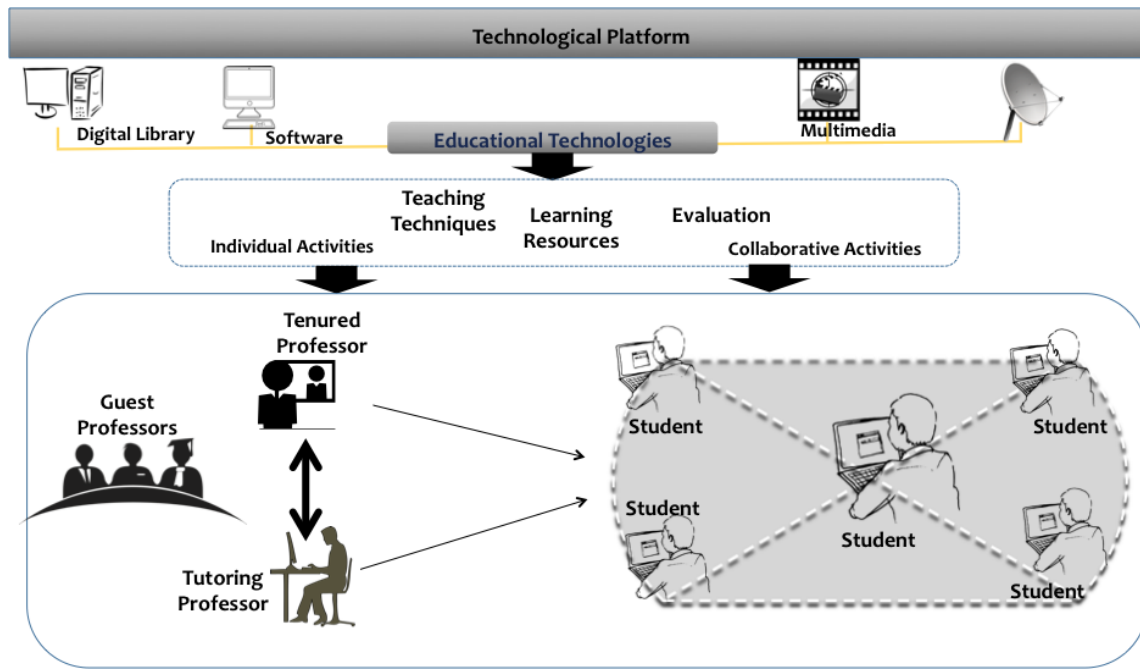 Technological Platform
Digital Library
Software
Educational Technologies
Multimedia
Teaching
Techniques
Learning
Resources
Evaluation
Individual Activities
Collaborative Activities
Tenured
Professor
Guest
Professors
Tutoring
Professor
Student
Student
Student
Student
Student